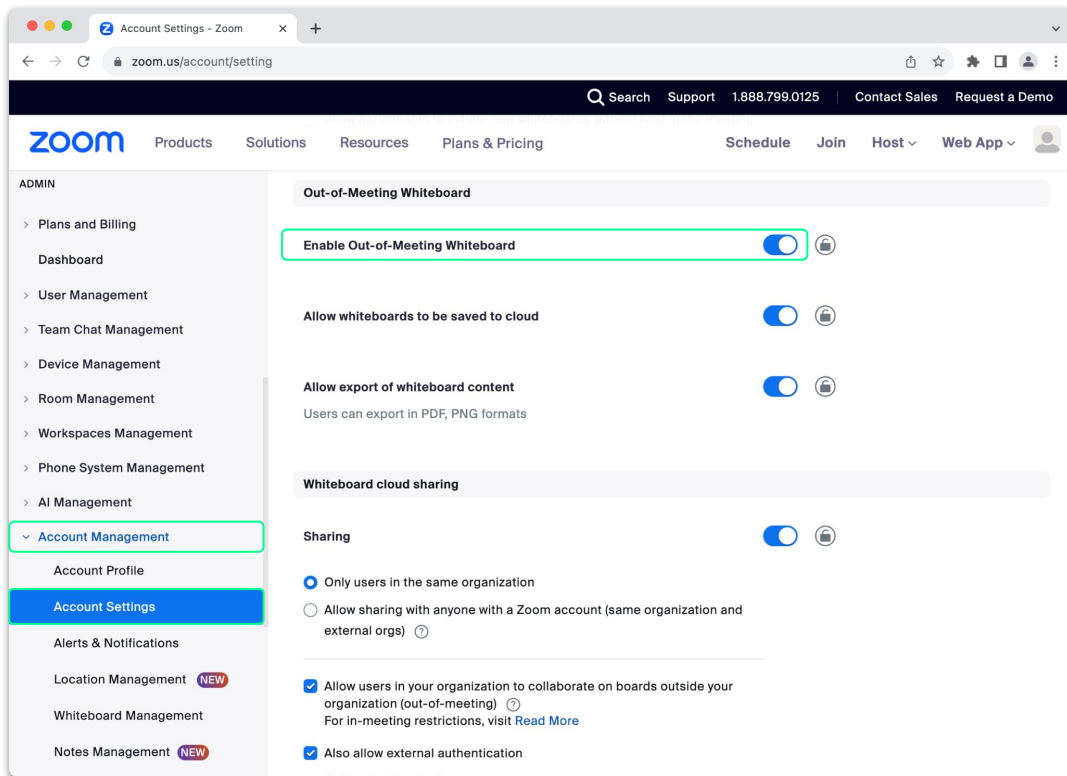 Account Settings - Zoom
zoom.us/account/setting
Search Support 1.888.799.0125 Contact Sales Request a Demo
zoom Products Solutions Resources Plans & Pricing Schedule Join Host Web App
ADMIN
Plans and Billing
Dashboard
User Management
Team Chat Management
Device Management
Room Management
Workspaces Management
Phone System Management
AI Management
Account Management
Account Profile
Account Settings
Alerts & Notifications
Location Management NEW
Whiteboard Management
Notes Management NEW
Out-of-Meeting Whiteboard
Enable Out-of-Meeting Whiteboard
Allow whiteboards to be saved to cloud
Allow export of whiteboard content
Users can export in PDF, PNG formats
Whiteboard cloud sharing
Sharing
Only users in the same organization
Allow sharing with anyone with a Zoom account (same organization and
external orgs) ?
Allow users in your organization to collaborate on boards outside your
organization (out-of-meeting) ?
For in-meeting restrictions, visit Read More
Also allow external authentication